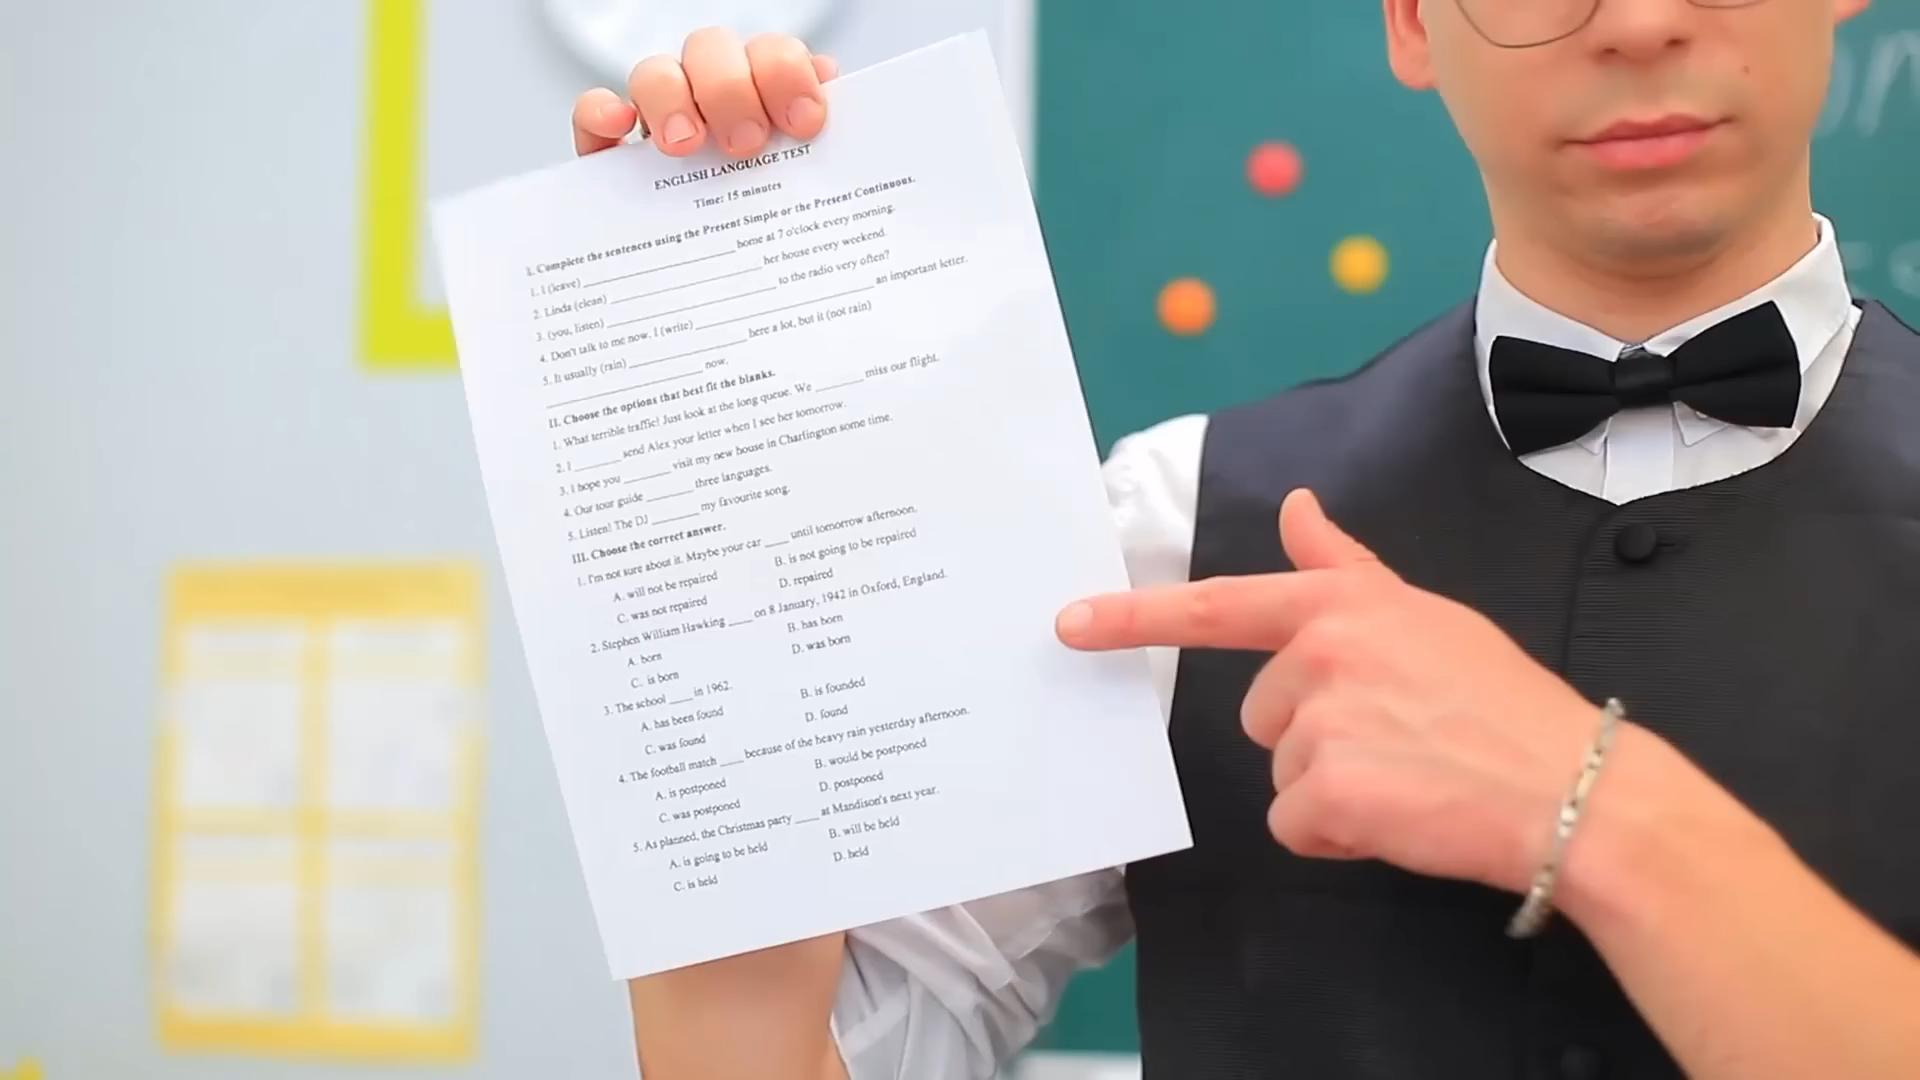 ENGLISH LANGUAGE TEST
Time: 15 minutes
I. Complete the sentences using the Present Simple or the Present Continuous.
1. I (leave) ____________________ home at 7 o'clock every morning.
2. Linda (clean) ____________________ her house every weekend.
3. (you, listen) ____________________ to the radio very often?
4. Don't talk to me now. I (write) ____________________ an important letter.
5. It usually (rain) ____________________ here a lot, but it (not rain)
____________________ now.
II. Choose the options that best fit the blanks.
1. What terrible traffic! Just look at the long queue. We ________ miss our flight.
2. I ________ send Alex your letter when I see her tomorrow.
3. I hope you ________ visit my new house in Charlington some time.
4. Our tour guide ________ three languages.
5. Listen! The DJ ________ my favourite song.
III. Choose the correct answer.
1. I'm not sure about it. Maybe your car ____ until tomorrow afternoon.
A. will not be repaired B. is not going to be repaired
C. was not repaired D. repaired
2. Stephen William Hawking ____ on 8 January, 1942 in Oxford, England.
A. born B. has born
C. is born D. was born
3. The school ____ in 1962.
A. has been found B. is founded
C. was found D. found
4. The football match ____ because of the heavy rain yesterday afternoon.
A. is postponed B. would be postponed
C. was postponed D. postponed
5. As planned, the Christmas party ____ at Mandison's next year.
A. is going to be held B. will be held
C. is held D. held